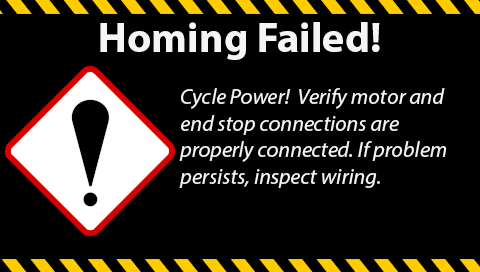 Homing Failed!
Cycle Power!  Verify motor and
end stop connections are
properly connected. If problem
persists, inspect wiring.